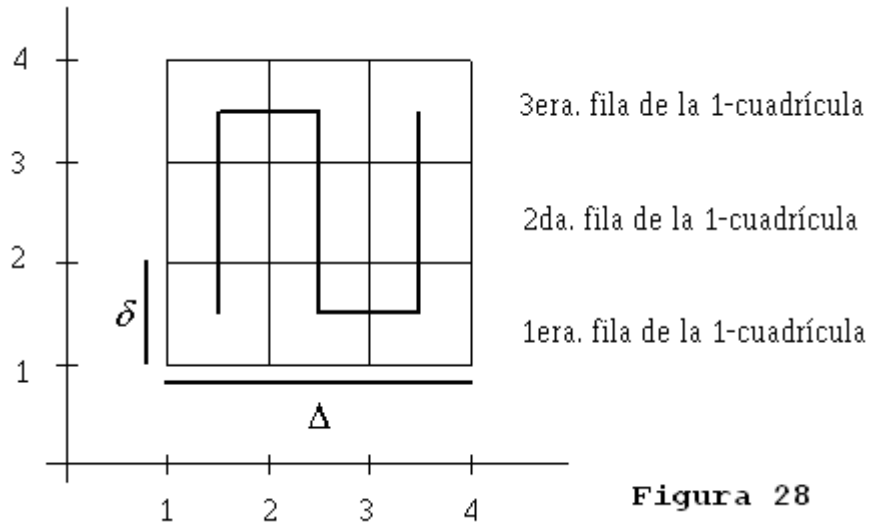 4
3era. fila de la 1-cuadrícula
3
2da. fila de la 1-cuadrícula
2
δ
1era. fila de la 1-cuadrícula
1
Δ
1 2 3 4
Figura 28